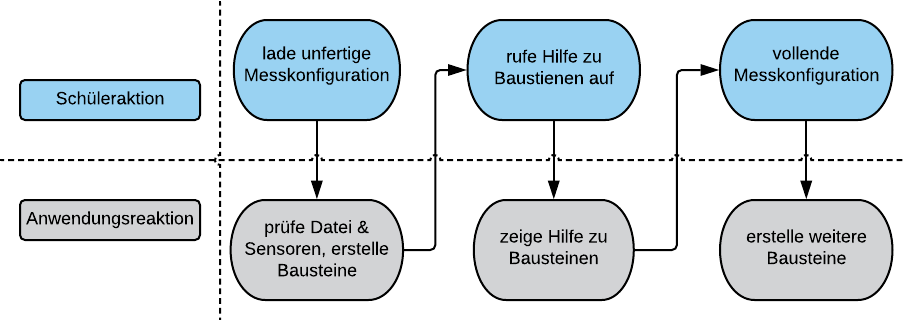 Schüleraktion
lade unfertige
Messkonfiguration
rufe Hilfe zu
Baustienen auf
vollende
Messkonfiguration
Anwendungsreaktion
prüfe Datei &
Sensoren, erstelle
Bausteine
zeige Hilfe zu
Bausteinen
erstelle weitere
Bausteine